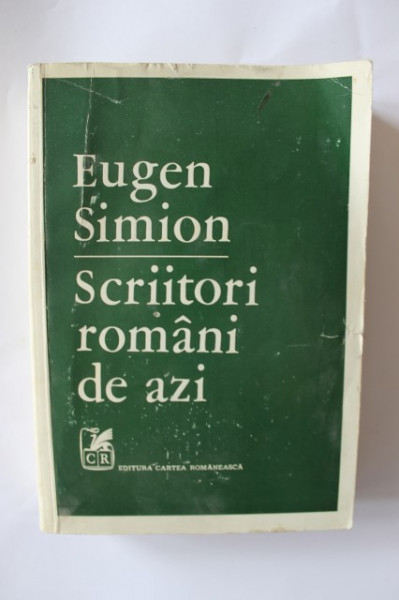 Eugen
Simion
Scriitori
români
de azi
CR
EDITURA CARTEA ROMÂNEASCĂ